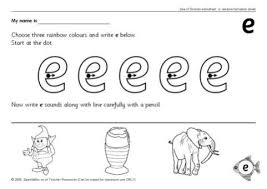 My name is
e
Choose three rainbow colours and write e below.
Start at the dot.
e e e e e
Now write e sounds along with line carefully with a pencil
e